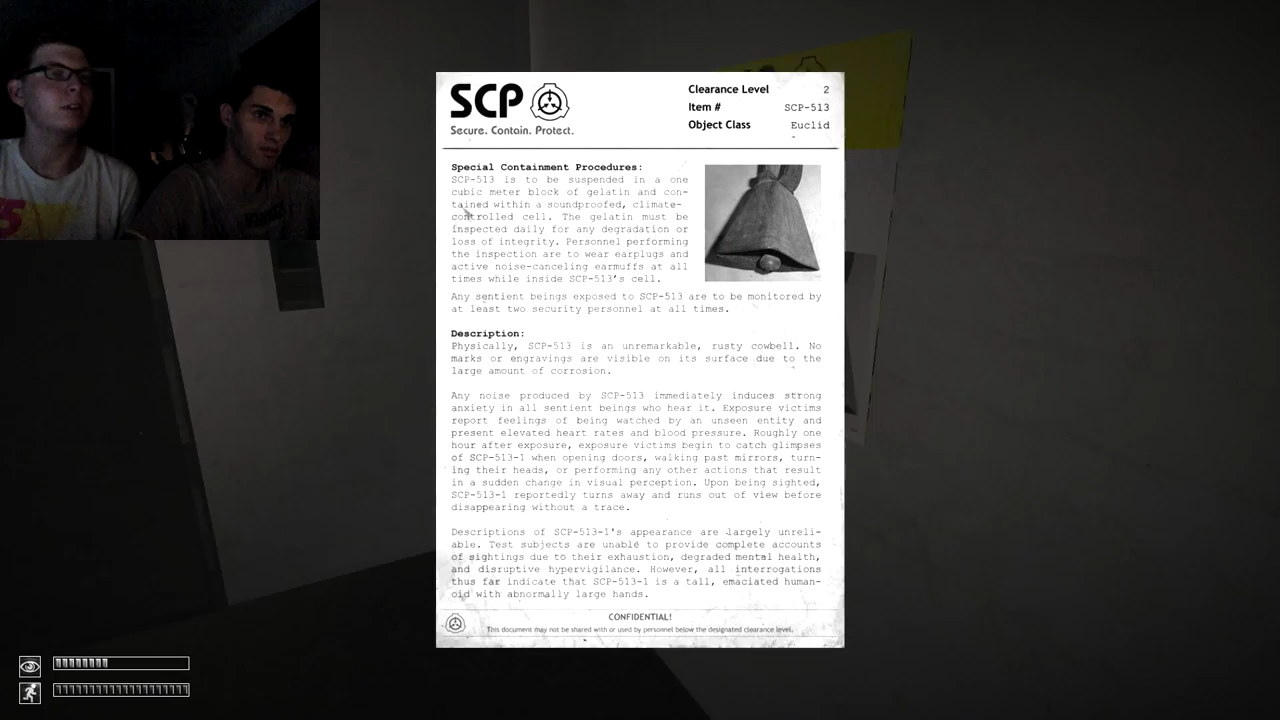 SCP
Secure. Contain. Protect.
Clearance Level 2
Item # SCP-513
Object Class Euclid
Special Containment Procedures:
SCP-513 is to be suspended in a one
cubic meter block of gelatin and con-
tained within a soundproofed, climate-
controlled cell. The gelatin must be
inspected daily for any degradation or
loss of integrity. Personnel performing
the inspection are to wear earplugs and
active noise-canceling earmuffs at all
times while inside SCP-513's cell.
Any sentient beings exposed to SCP-513 are to be monitored by
at least two security personnel at all times.
Description:
Physically, SCP-513 is an unremarkable, rusty cowbell. No
marks or engravings are visible on its surface due to the
large amount of corrosion.
Any noise produced by SCP-513 immediately induces strong
anxiety in all sentient beings who hear it. Exposure victims
report feelings of being watched by an unseen entity and
present elevated heart rates and blood pressure. Roughly one
hour after exposure, exposure victims begin to catch glimpses
of SCP-513-1 when opening doors, walking past mirrors, turn-
ing their heads, or performing any other actions that result
in a sudden change in visual perception. Upon being sighted,
SCP-513-1 reportedly turns away and runs out of view before
disappearing without a trace.
Descriptions of SCP-513-1's appearance are largely unreli-
able. Test subjects are unable to provide complete accounts
of sightings due to their exhaustion, degraded mental health,
and disruptive hypervigilance. However, all interrogations
thus far indicate that SCP-513-1 is a tall, emaciated human-
oid with abnormally large hands.
CONFIDENTIAL!
This document may not be shared with or used by personnel below the designated clearance level.